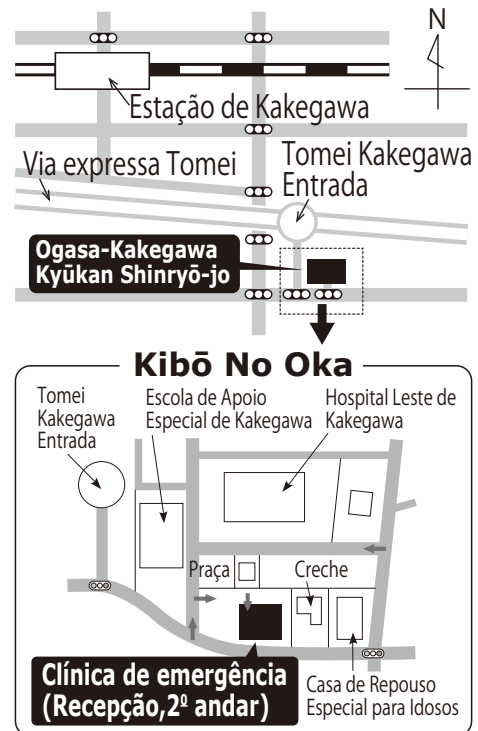 N
Estação de Kakegawa
Via expressa Tomei
Tomei Kakegawa
Entrada
Ogasa-Kakegawa
Kyūkan Shinryō-jo
Kibō No Oka
Tomei
Kakegawa
Entrada
Escola de Apoio
Especial de Kakegawa
Hospital Leste de
Kakegawa
Praça
Creche
Clínica de emergência
(Recepção,2º andar)
Casa de Repouso
Especial para Idosos